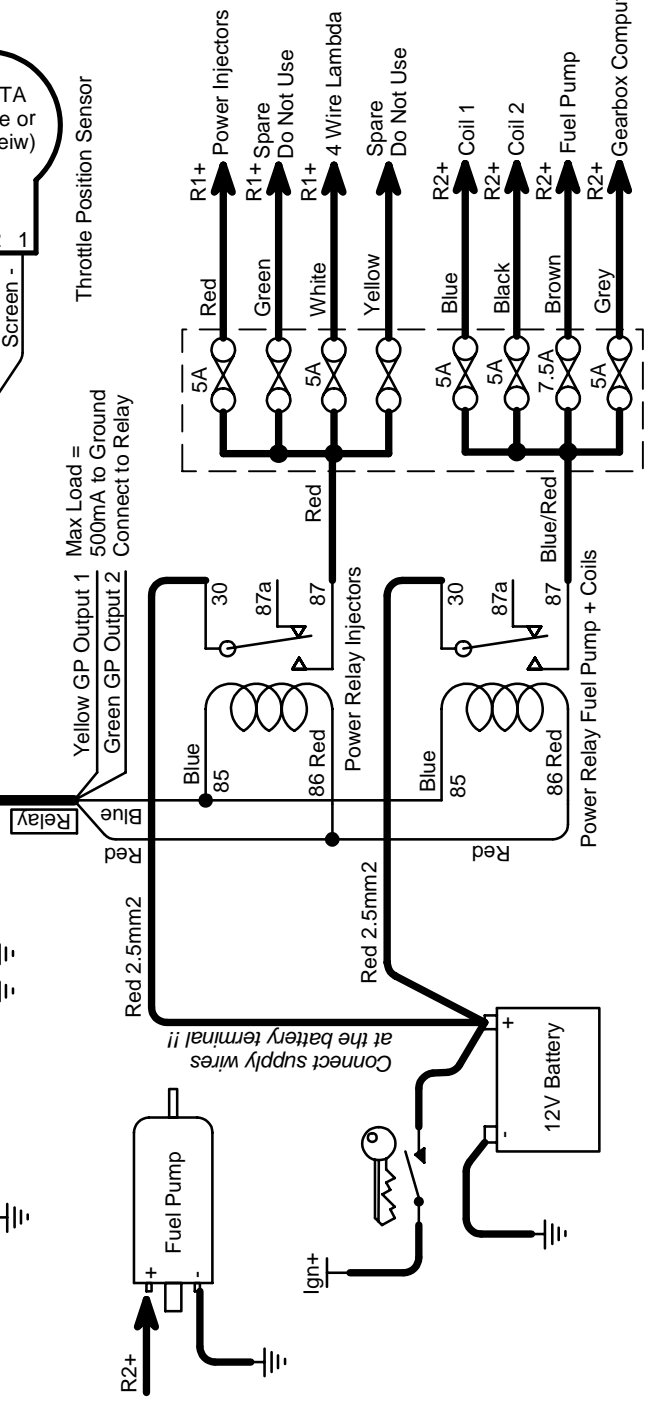 TA
e or
eiw)
1
Screen -
Throttle Position Sensor
Max Load =
500mA to Ground
Connect to Relay
Yellow GP Output 1
Green GP Output 2
Relay
Blue
Red
R1+
Power Injectors
R1+
Spare
Do Not Use
R1+
4 Wire Lambda
Spare
Do Not Use
R2+
Coil 1
R2+
Coil 2
R2+
Fuel Pump
R2+
Gearbox Compu
Red
Green
White
Yellow
Blue
Black
Brown
Grey
5A
5A
5A
5A
7.5A
5A
Red
Blue/Red
30
87a
87
Blue
85
86 Red
Power Relay Injectors
30
87a
87
Blue
85
86 Red
Power Relay Fuel Pump + Coils
Red
Red 2.5mm2
Red 2.5mm2
Connect supply wires
at the battery terminal !!
Fuel Pump
+
-
R2+
Ign+
12V Battery
+
-